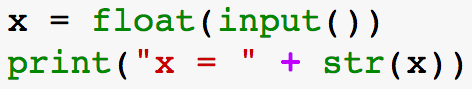 x = float(input())
print("x = " + str(x))